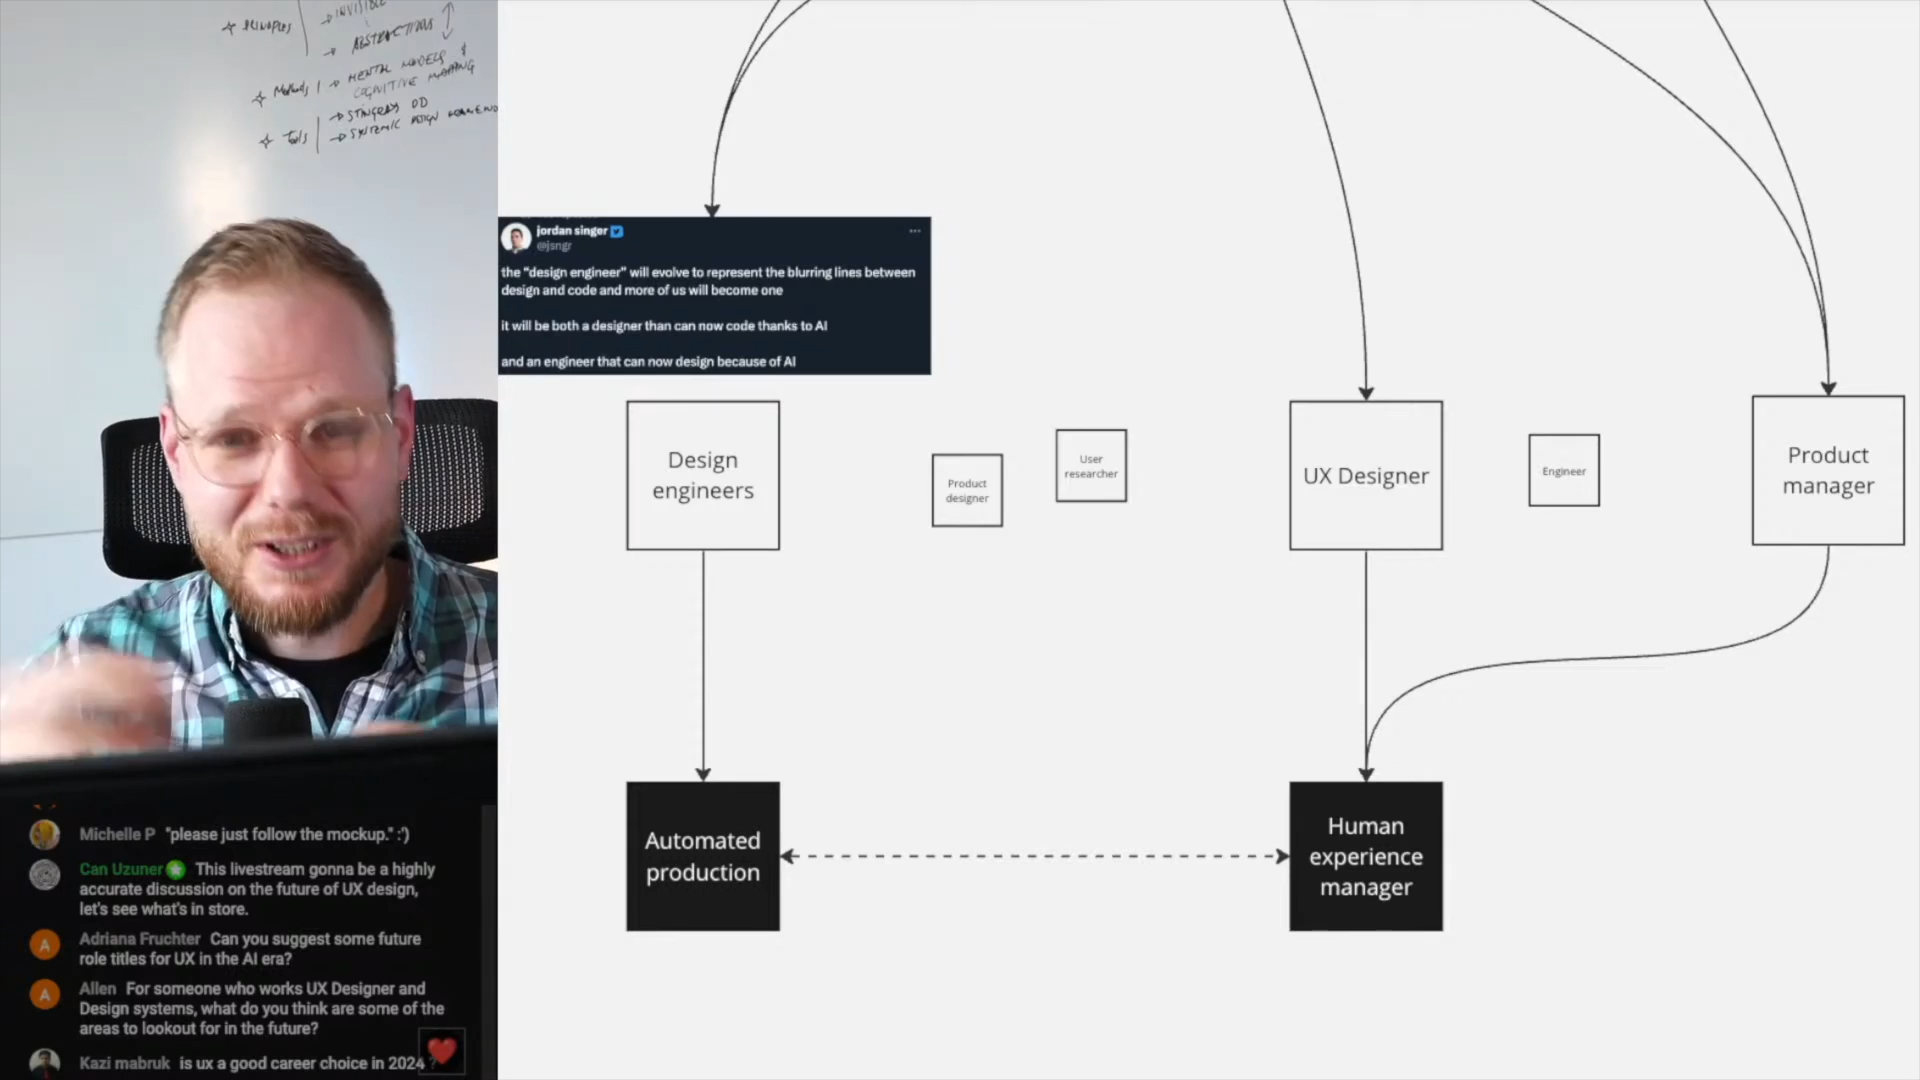 PRINCIPLES
INVISIBLE
ABSTRACTIONS
Methods
MENTAL MODELS &
COGNITIVE MAPPING
Tools
STINGRAY OD
SYSTEMIC DESIGN
jordan singer
@jsngr
the “design engineer” will evolve to represent the blurring lines between
design and code and more of us will become one
it will be both a designer than can now code thanks to AI
and an engineer that can now design because of AI
Design
engineers
Product
designer
User
researcher
UX Designer
Engineer
Product
manager
Automated
production
Human
experience
manager
Michelle P "please just follow the mockup." :')
Can Uzuner This livestream gonna be a highly
accurate discussion on the future of UX design,
let's see what's in store.
A
Adriana Fruchter Can you suggest some future
role titles for UX in the AI era?
A
Allen For someone who works UX Designer and
Design systems, what do you think are some of the
areas to lookout for in the future?
Kazi mabruk is ux a good career choice in 2024 ?